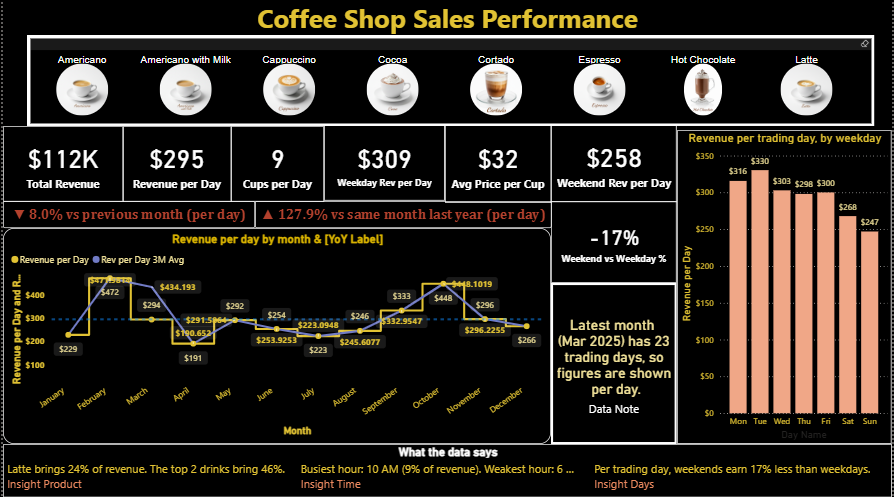 Coffee Shop Sales Performance
Americano
Americano with Milk
Cappuccino
Cocoa
Cortado
Espresso
Hot Chocolate
Latte
Cappuccino
Cortado
Espresso
$112K
Total Revenue
$295
Revenue per Day
9
Cups per Day
$309
Weekday Rev per Day
$32
Avg Price per Cup
$258
Weekend Rev per Day
▼ 8.0% vs previous month (per day)
▲ 127.9% vs same month last year (per day)
-17%
Weekend vs Weekday %
Latest month
(Mar 2025) has 23
trading days, so
figures are shown
per day.
Data Note
Revenue per day by month & [YoY Label]
Revenue per Day
Rev per Day 3M Avg
Revenue per Day and R...
$400
$300
$200
$100
$229
$472
$434.193
$294
$190.652
$191
$292
$254
$253.9253
$223.0948
$223
$246
$245.6077
$333
$332.9547
$448.1019
$448
$296
$296.2255
$266
January
February
March
April
May
June
July
August
September
October
November
December
Month
Revenue per trading day, by weekday
Revenue per Day
$350
$300
$250
$200
$150
$100
$50
$0
$316
$330
$303
$298
$300
$268
$247
Mon
Tue
Wed
Thu
Fri
Sat
Sun
Day Name
What the data says
Latte brings 24% of revenue. The top 2 drinks bring 46%.
Insight Product
Busiest hour: 10 AM (9% of revenue). Weakest hour: 6 ...
Insight Time
Per trading day, weekends earn 17% less than weekdays.
Insight Days